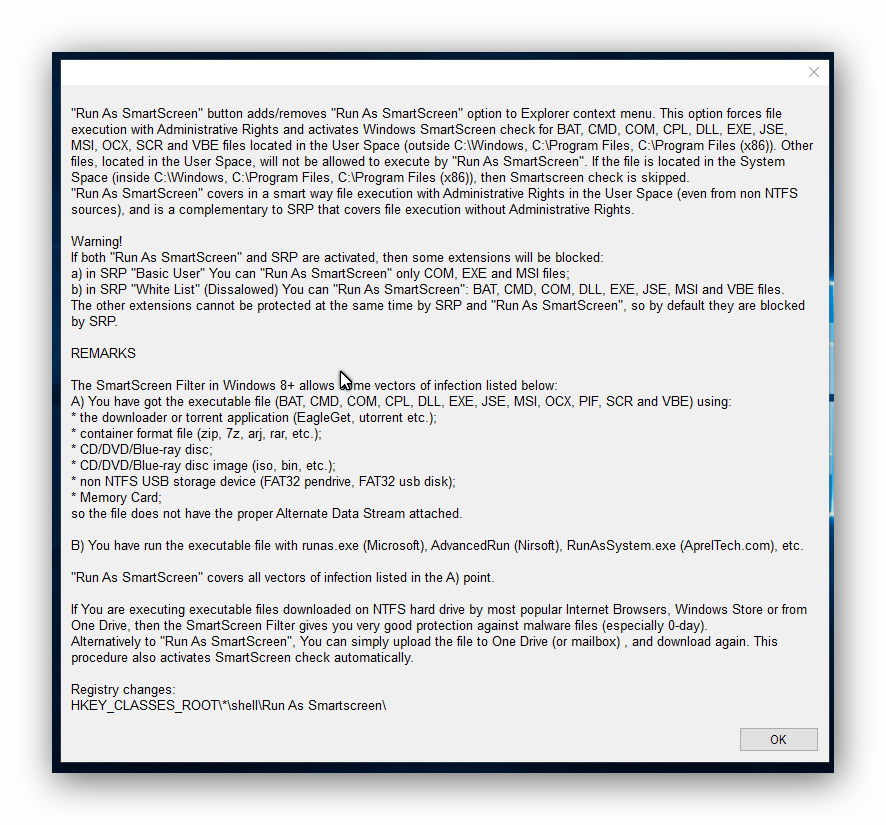 "Run As SmartScreen" button adds/removes "Run As SmartScreen" option to Explorer context menu. This option forces file
execution with Administrative Rights and activates Windows SmartScreen check for BAT, CMD, COM, CPL, DLL, EXE, JSE,
MSI, OCX, SCR and VBE files located in the User Space (outside C:\Windows, C:\Program Files, C:\Program Files (x86)). Other
files, located in the User Space, will not be allowed to execute by "Run As SmartScreen". If the file is located in the System
Space (inside C:\Windows, C:\Program Files, C:\Program Files (x86)), then Smartscreen check is skipped.
"Run As SmartScreen" covers in a smart way file execution with Administrative Rights in the User Space (even from non NTFS
sources), and is a complementary to SRP that covers file execution without Administrative Rights.
Warning!
If both "Run As SmartScreen" and SRP are activated, then some extensions will be blocked:
a) in SRP "Basic User" You can "Run As SmartScreen" only COM, EXE and MSI files;
b) in SRP "White List" (Dissalowed) You can "Run As SmartScreen": BAT, CMD, COM, DLL, EXE, JSE, MSI and VBE files.
The other extensions cannot be protected at the same time by SRP and "Run As SmartScreen", so by default they are blocked
by SRP.
REMARKS
The SmartScreen Filter in Windows 8+ allows some vectors of infection listed below:
A) You have got the executable file (BAT, CMD, COM, CPL, DLL, EXE, JSE, MSI, OCX, PIF, SCR and VBE) using:
* the downloader or torrent application (EagleGet, utorrent etc.);
* container format file (zip, 7z, arj, rar, etc.);
* CD/DVD/Blue-ray disc;
* CD/DVD/Blue-ray disc image (iso, bin, etc.);
* non NTFS USB storage device (FAT32 pendrive, FAT32 usb disk);
* Memory Card;
so the file does not have the proper Alternate Data Stream attached.
B) You have run the executable file with runas.exe (Microsoft), AdvancedRun (Nirsoft), RunAsSystem.exe (AprelTech.com), etc.
"Run As SmartScreen" covers all vectors of infection listed in the A) point.
If You are executing executable files downloaded on NTFS hard drive by most popular Internet Browsers, Windows Store or from
One Drive, then the SmartScreen Filter gives you very good protection against malware files (especially 0-day).
Alternatively to "Run As SmartScreen", You can simply upload the file to One Drive (or mailbox) , and download again. This
procedure also activates SmartScreen check automatically.
Registry changes:
HKEY_CLASSES_ROOT\*\shell\Run As Smartscreen\
OK